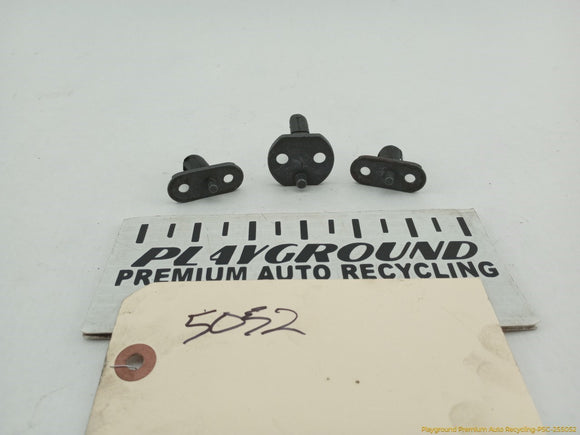 PLAYGROUND
PREMIUM AUTO RECYCLING
5052
Playground Premium Auto Recycling-PSC-255052